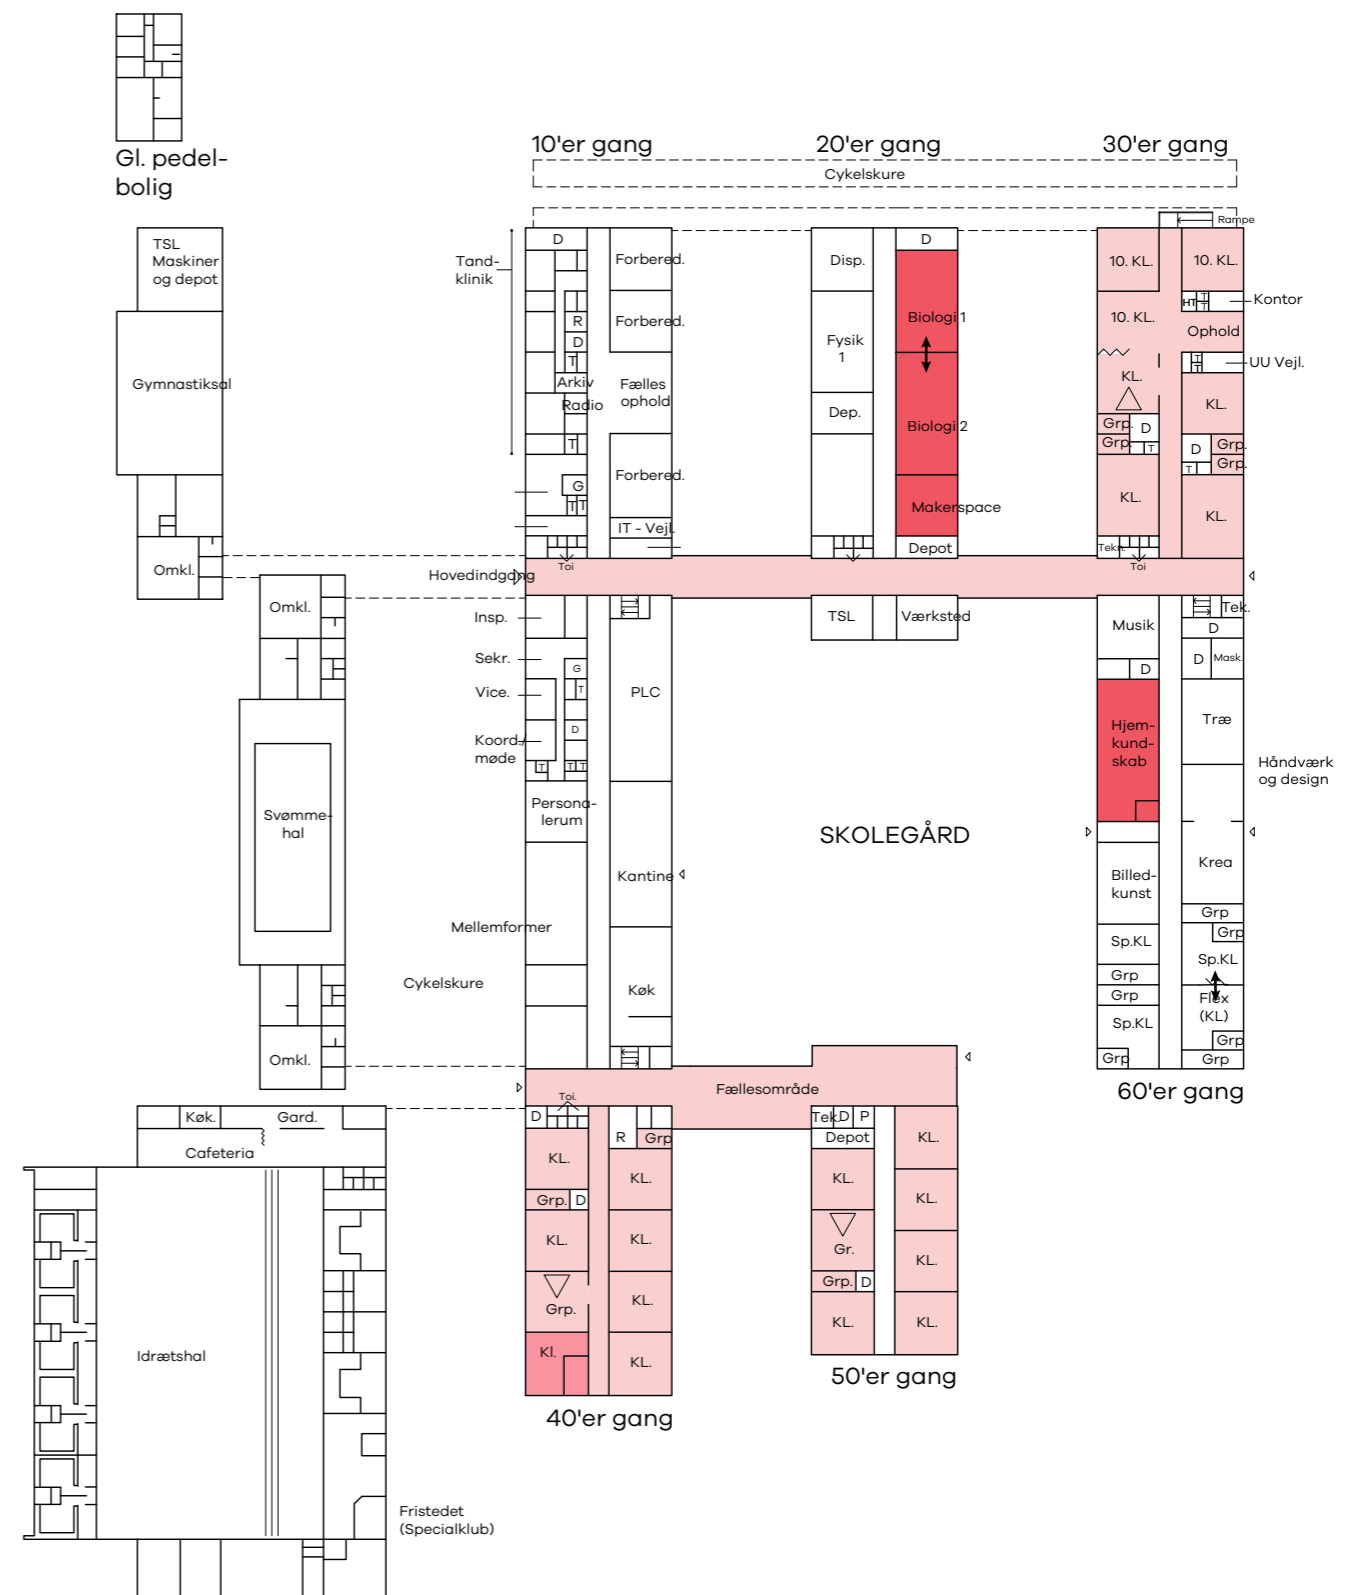 Gl. pedel-
bolig
10'er gang
20'er gang
30'er gang
Cykelskure
Rampe
TSL
Maskiner
og depot
Gymnastiksal
Omkl.
Tand-
klinik
D
R
D
T
Arkiv
Radio
T
G
T T
Toi
Forbered.
Forbered.
Fælles
ophold
Forbered.
IT - Vejl.
Disp.
Fysik
1
Dep.
D
Biologi 1
Biologi 2
Makerspace
Depot
10. KL.
10. KL.
KL.
Grp.
Grp.
D
T
KL.
Tekn.
Toi
10. KL.
HT
T
T
Kontor
Ophold
T
T
UU Vejl.
KL.
D
Grp.
Grp.
T
KL.
Hovedindgang
Omkl.
Svømme-
hal
Omkl.
Insp.
Sekr.
Vice.
Koord./
møde
G
T
D
T
T T
Persona-
lerum
Mellemformer
Cykelskure
PLC
Kantine
Køk
TSL
Værksted
SKOLEGÅRD
Musik
D
Hjem-
kund-
skab
Billed-
kunst
Sp.KL
Grp
Grp
Sp.KL
Grp
Tek.
D
D
Mask.
Træ
Krea
Grp
Grp
Sp.KL
Flex
(KL)
Grp
Grp
Håndværk
og design
60'er gang
Fællesområde
Toi.
D
R
Grp
KL.
KL.
Grp.
D
KL.
KL.
Grp.
KL.
Kl.
KL.
40'er gang
Tek.
D
P
Depot
KL.
KL.
KL.
Gr.
Grp.
D
KL.
KL.
KL.
50'er gang
Køk.
Gard.
Cafeteria
Idrætshal
Fristedet
(Specialklub)